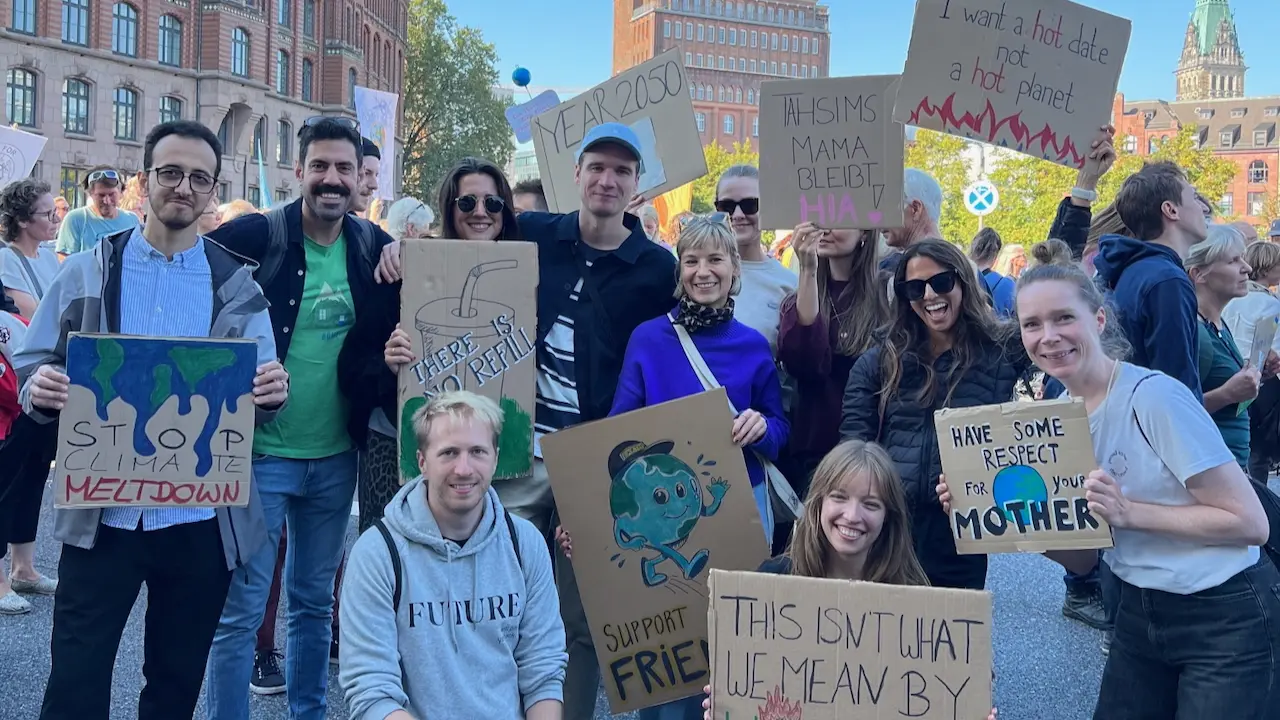 YEAR 2050
TAHSIMS
MAMA
BLEIBT
HIA!
I want a hot date
not
a hot planet
STOP
CLIMATE
MELTDOWN
THERE IS
NO REFILL
FUTURE
SUPPORT
FRIE
HAVE SOME
RESPECT
FOR YOUR
MOTHER
THIS ISN'T WHAT
WE MEAN BY